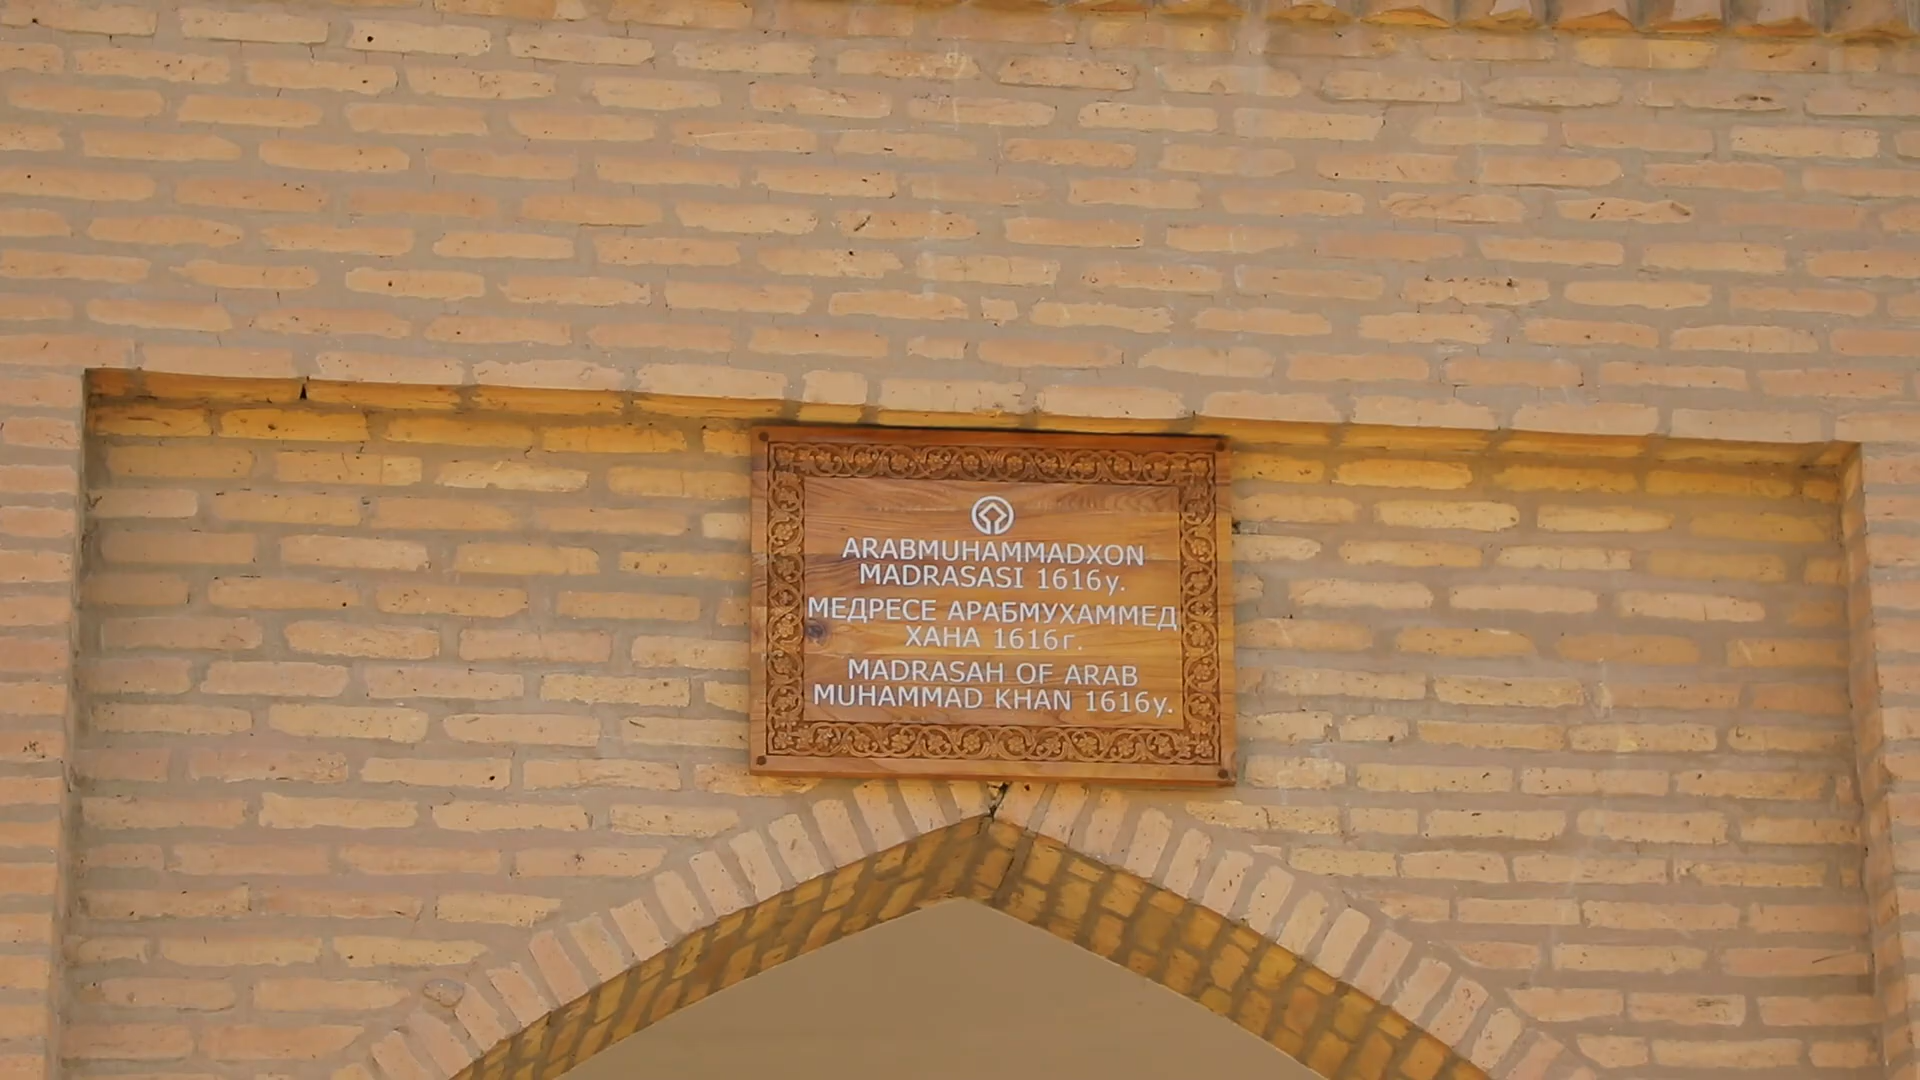 ARABMUHAMMADXON
MADRASASI 1616y.
МЕДРЕСЕ АРАБМУХАММЕД
ХАНА 1616г.
MADRASAH OF ARAB
MUHAMMAD KHAN 1616y.